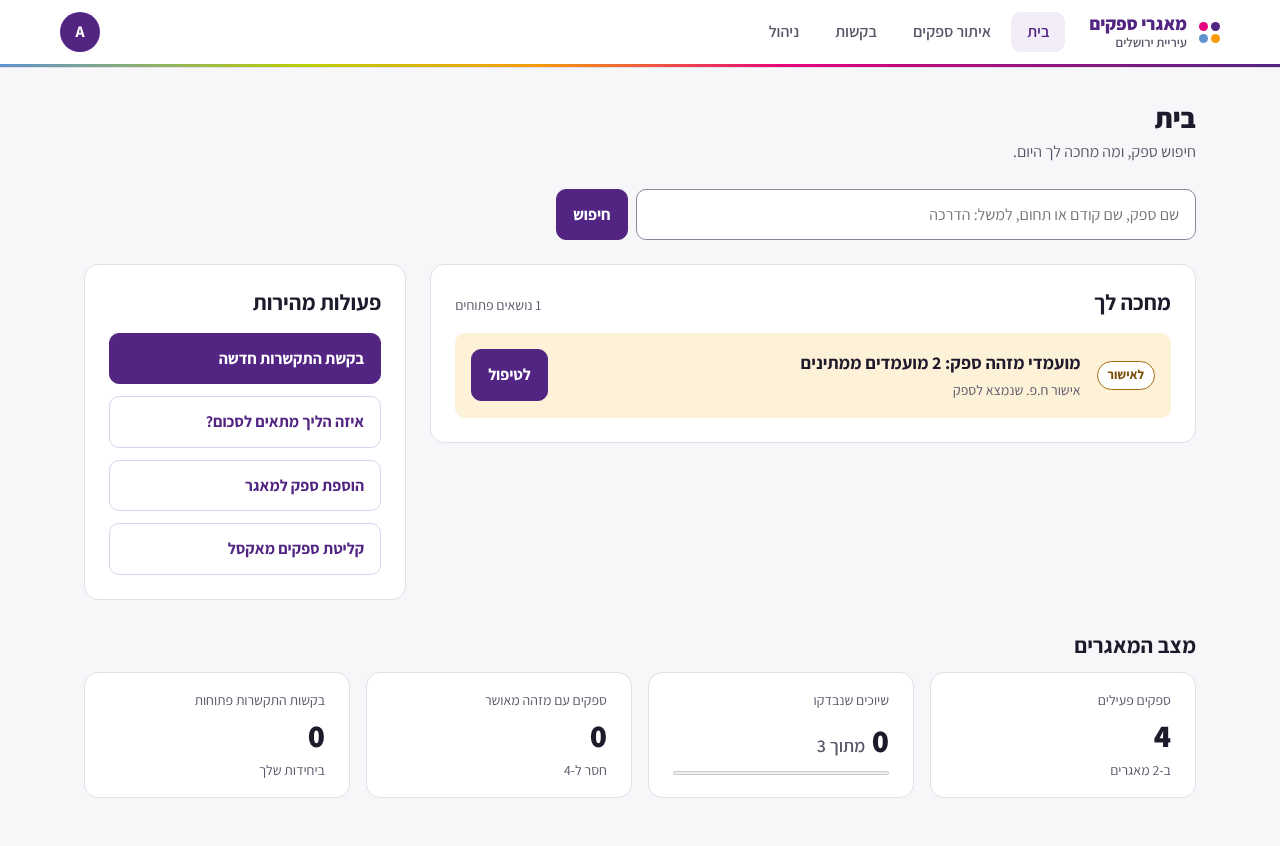 מאגרי ספקים
עיריית ירושלים
בית
איתור ספקים
בקשות
ניהול
A
בית
חיפוש ספק, ומה מחכה לך היום.
שם ספק, שם קודם או תחום, למשל: הדרכה
חיפוש
מחכה לך
1 נושאים פתוחים
לאישור
מועמדי מזהה ספק: 2 מועמדים ממתינים
אישור ח.פ. שנמצא לספק
לטיפול
פעולות מהירות
בקשת התקשרות חדשה
איזה הליך מתאים לסכום?
הוספת ספק למאגר
קליטת ספקים מאקסל
מצב המאגרים
ספקים פעילים
4
ב-2 מאגרים
שיוכים שנבדקו
0 מתוך 3
ספקים עם מזהה מאושר
0
חסר ל-4
בקשות התקשרות פתוחות
0
ביחידות שלך